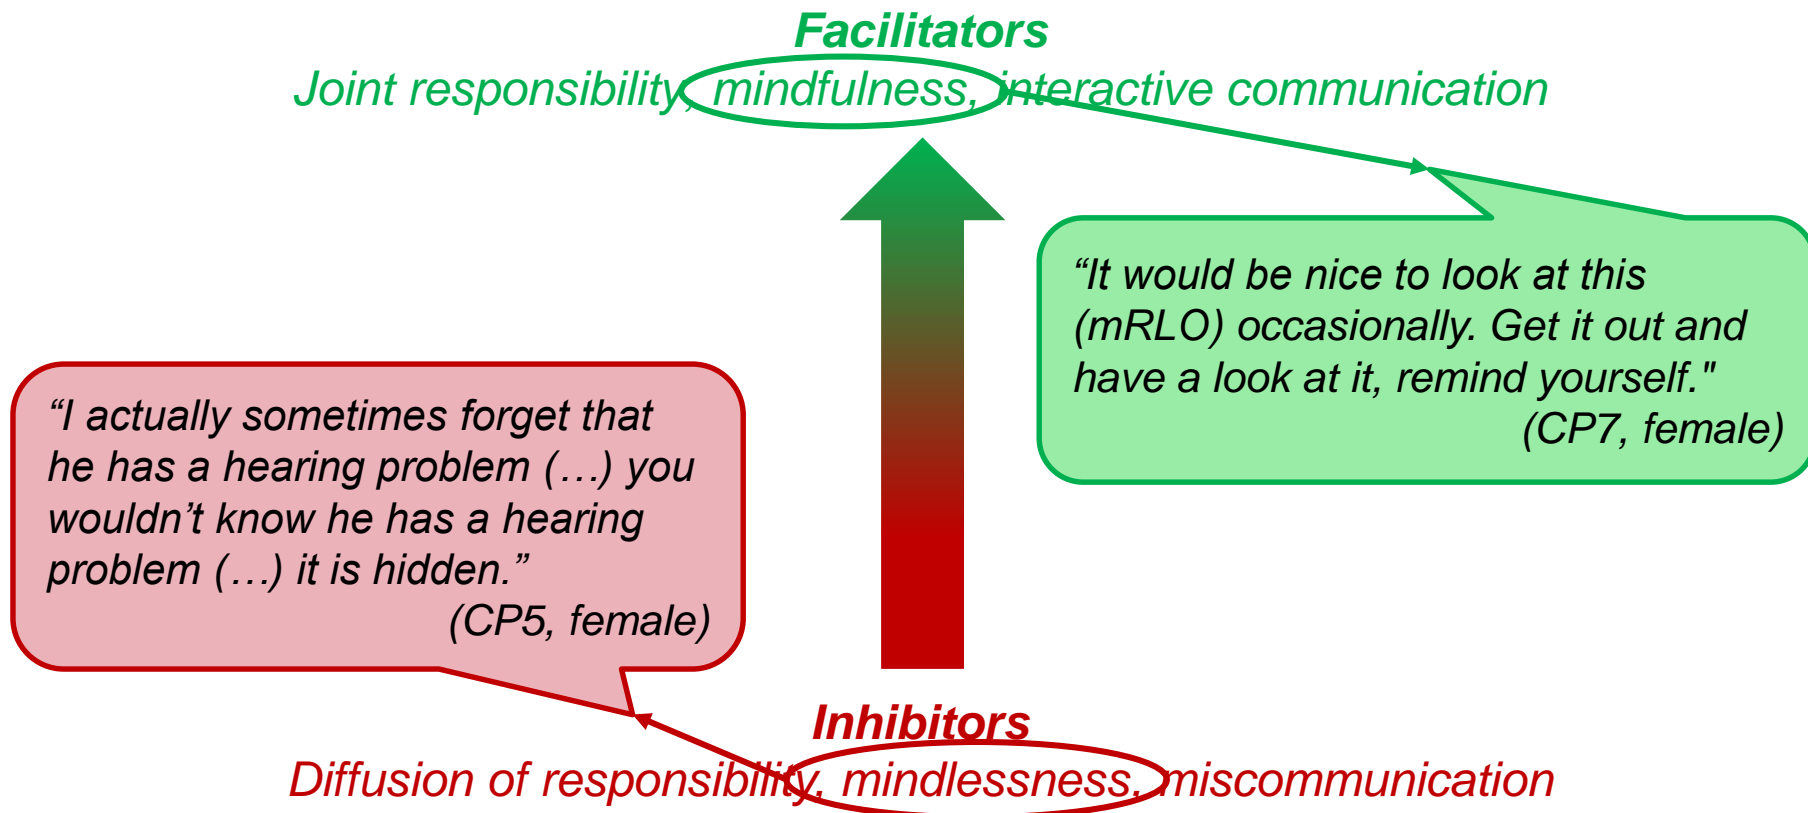 Facilitators
Joint responsibility, mindfulness, interactive communication
“It would be nice to look at this
(mRLO) occasionally. Get it out and
have a look at it, remind yourself."
(CP7, female)
“I actually sometimes forget that
he has a hearing problem (…) you
wouldn’t know he has a hearing
problem (…) it is hidden.”
(CP5, female)
Inhibitors
Diffusion of responsibility, mindlessness, miscommunication